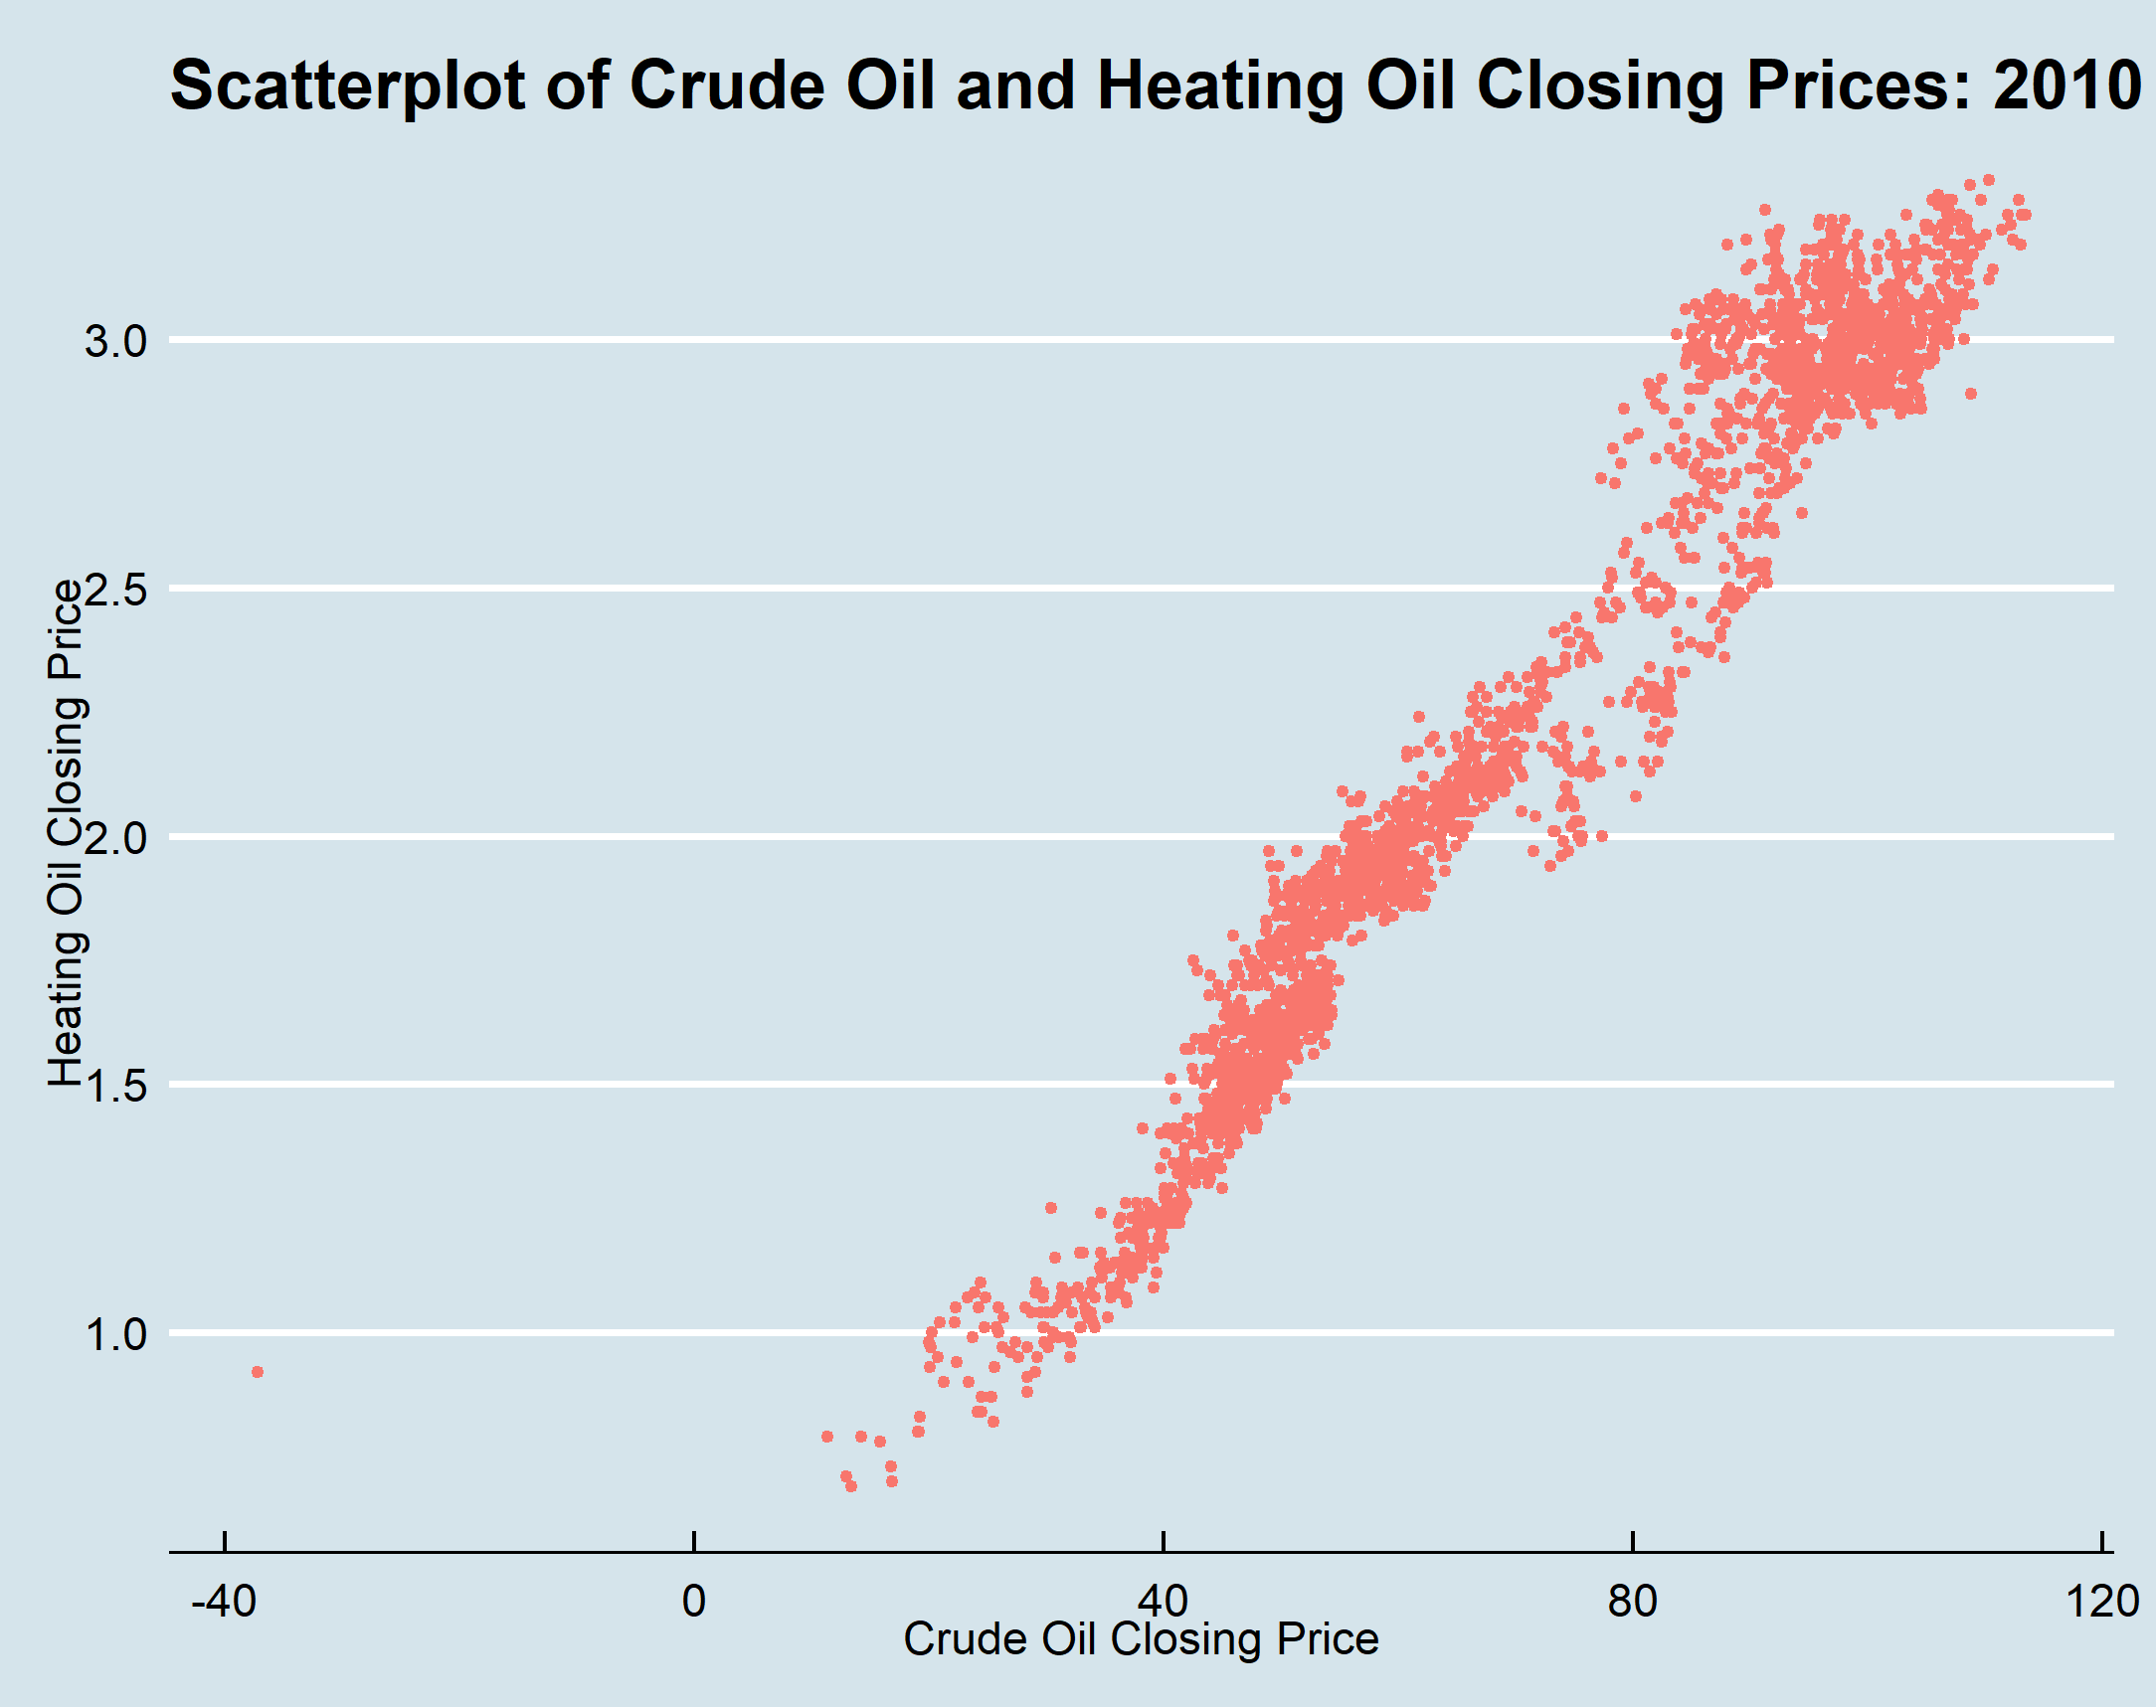 Scatterplot of Crude Oil and Heating Oil Closing Prices: 2010
Heating Oil Closing Price
3.0
2.5
2.0
1.5
1.0
-40 0 40 80 120
Crude Oil Closing Price